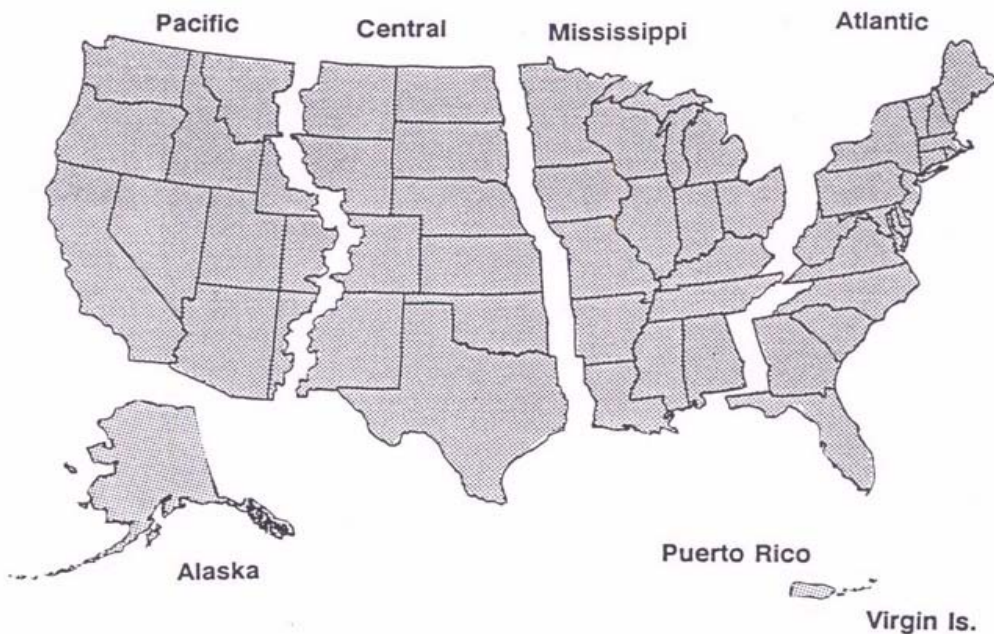 Pacific
Central
Mississippi
Atlantic
Alaska
Puerto Rico
Virgin Is.